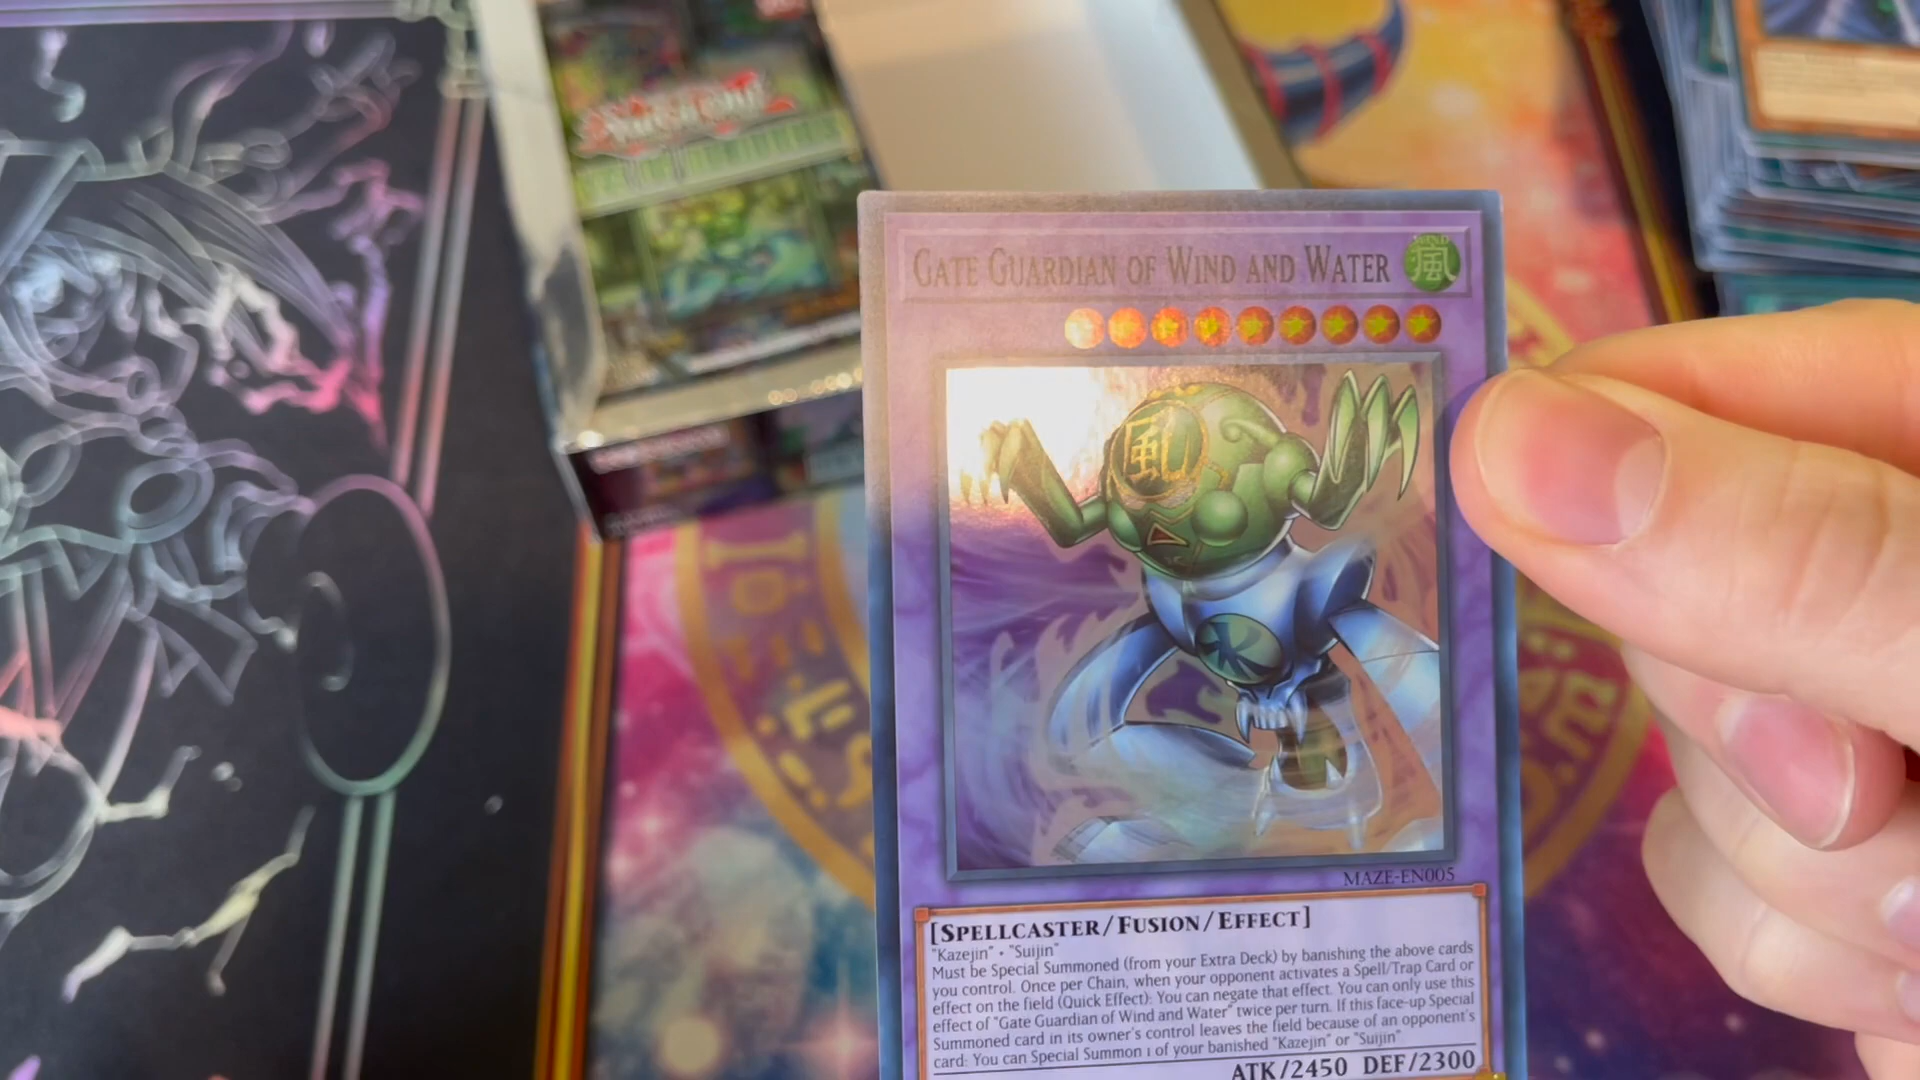 GATE GUARDIAN OF WIND AND WATER
WIND
風
風
水
MAZE-EN005
[SPELLCASTER/FUSION/EFFECT]
"Kazejin" • "Suijin"
Must be Special Summoned (from your Extra Deck) by banishing the above cards
you control. Once per Chain, when your opponent activates a Spell/Trap Card or
effect on the field (Quick Effect): You can negate that effect. You can only use this
effect of "Gate Guardian of Wind and Water" twice per turn. If this face-up Special
Summoned card in its owner's control leaves the field because of an opponent's
card: You can Special Summon 1 of your banished "Kazejin" or "Suijin"
ATK/2450 DEF/2300